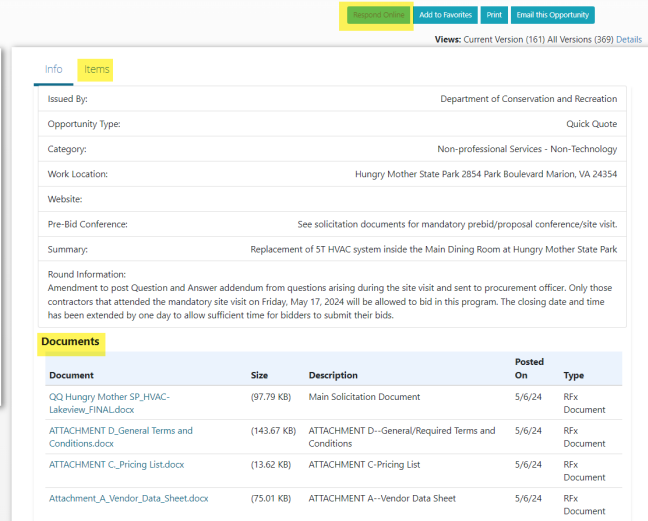 Respond Online Add to Favorites Print Email this Opportunity
Views: Current Version (161) All Versions (369) Details
Info Items
Issued By: Department of Conservation and Recreation
Opportunity Type: Quick Quote
Category: Non-professional Services - Non-Technology
Work Location: Hungry Mother State Park 2854 Park Boulevard Marion, VA 24354
Website:
Pre-Bid Conference: See solicitation documents for mandatory prebid/proposal conference/site visit.
Summary: Replacement of 5T HVAC system inside the Main Dining Room at Hungry Mother State Park
Round Information:
Amendment to post Question and Answer addendum from questions arising during the site visit and sent to procurement officer. Only those
contractors that attended the mandatory site visit on Friday, May 17, 2024 will be allowed to bid in this program. The closing date and time
has been extended by one day to allow sufficient time for bidders to submit their bids.
Documents
Posted
Document Size Description On Type
QQ Hungry Mother SP_HVAC- (97.79 KB) Main Solicitation Document 5/6/24 RFx
Lakeview_FINAL.docx Document
ATTACHMENT D_General Terms and (143.67 KB) ATTACHMENT D--General/Required Terms and 5/6/24 RFx
Conditions.docx Conditions Document
ATTACHMENT C._Pricing List.docx (13.62 KB) ATTACHMENT C-Pricing List 5/6/24 RFx
Document
Attachment_A_Vendor_Data_Sheet.docx (75.01 KB) ATTACHMENT A--Vendor Data Sheet 5/6/24 RFx
Document